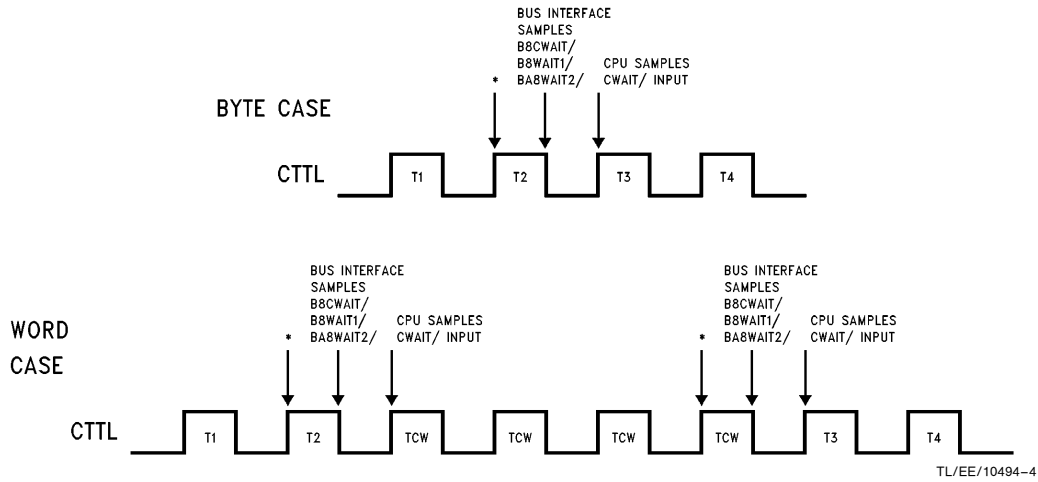 BUS INTERFACE
SAMPLES
B8CWAIT/
B8WAIT1/ CPU SAMPLES
* BA8WAIT2/ CWAIT/ INPUT
BYTE CASE
CTTL T1 T2 T3 T4
BUS INTERFACE BUS INTERFACE
SAMPLES SAMPLES
B8CWAIT/ B8CWAIT/
WORD B8WAIT1/ CPU SAMPLES B8WAIT1/ CPU SAMPLES
* BA8WAIT2/ CWAIT/ INPUT * BA8WAIT2/ CWAIT/ INPUT
CASE
CTTL T1 T2 TCW TCW TCW TCW T3 T4
TL/EE/10494–4